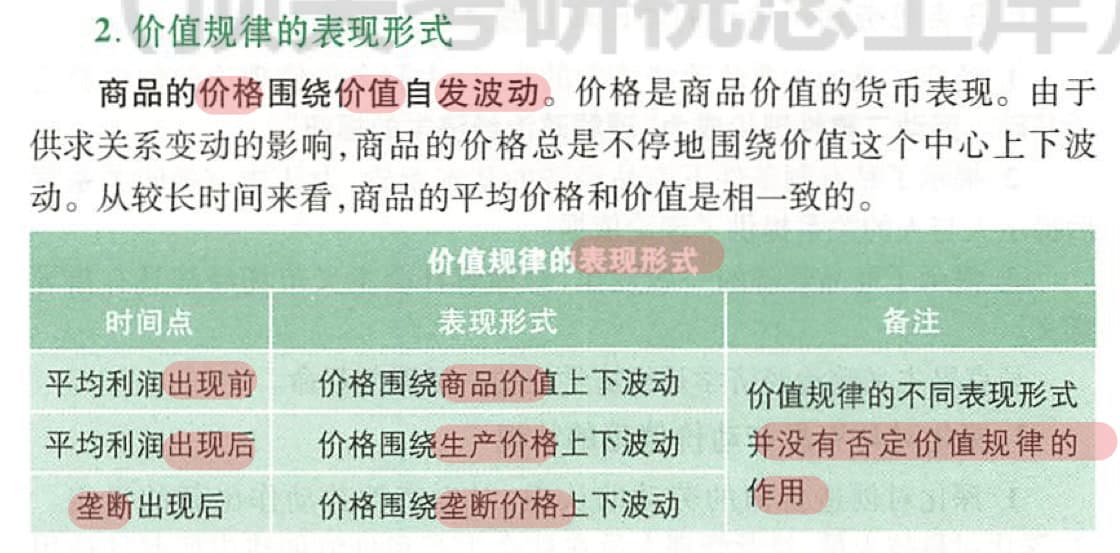 2. 价值规律的表现形式
商品的价格围绕价值自发波动。价格是商品价值的货币表现。由于
供求关系变动的影响,商品的价格总是不停地围绕价值这个中心上下波
动。从较长时间来看,商品的平均价格和价值是相一致的。
价值规律的表现形式
时间点 表现形式 备注
平均利润出现前 价格围绕商品价值上下波动
平均利润出现后 价格围绕生产价格上下波动
垄断出现后 价格围绕垄断价格上下波动
价值规律的不同表现形式
并没有否定价值规律的
作用